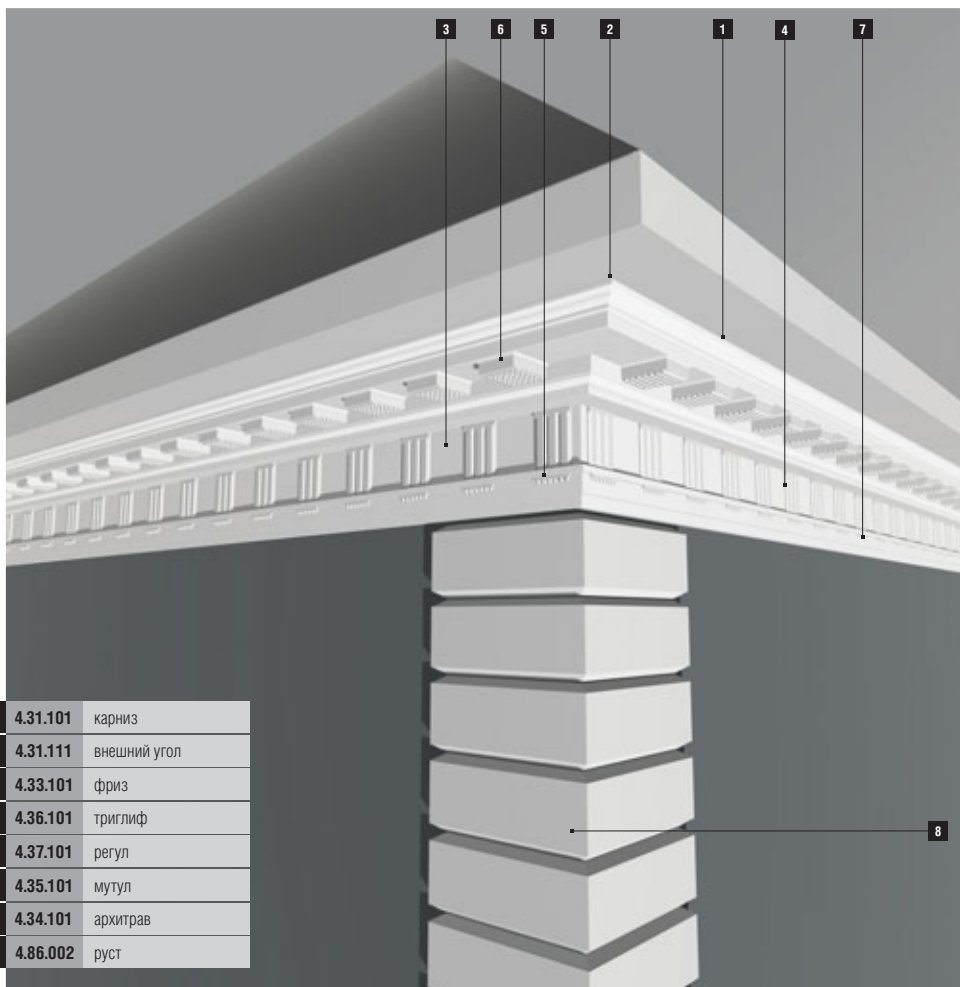 3 6 5 2 1 4 7
4.31.101 карниз
4.31.111 внешний угол
4.33.101 фриз
4.36.101 триглиф
4.37.101 регул
4.35.101 мутул
4.34.101 архитрав
4.86.002 руст
8